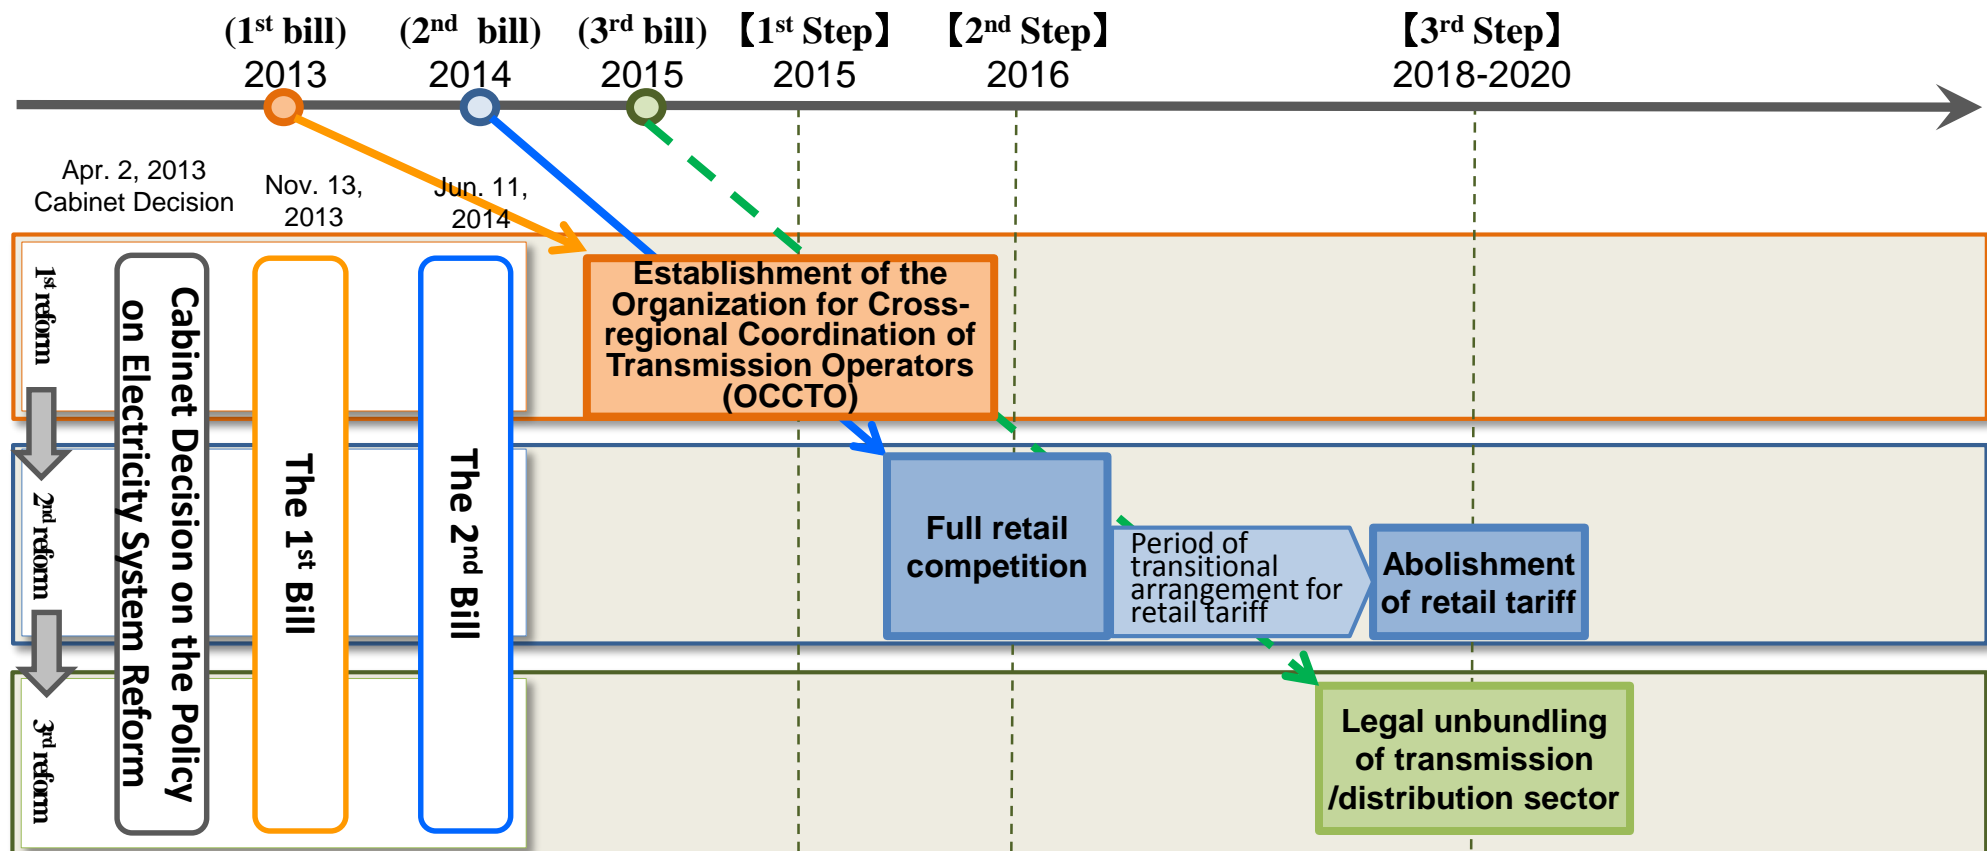 (1st bill) (2nd bill) (3rd bill) 【1st Step】 【2nd Step】 【3rd Step】
2013 2014 2015 2015 2016 2018-2020
Apr. 2, 2013
Cabinet Decision
Nov. 13,
2013
Jun. 11,
2014
1st reform
2nd reform
3rd reform
Cabinet Decision on the Policy
on Electricity System Reform
The 1st Bill
The 2nd Bill
Establishment of the
Organization for Cross-
regional Coordination of
Transmission Operators
(OCCTO)
Full retail
competition
Period of
transitional
arrangement for
retail tariff
Abolishment
of retail tariff
Legal unbundling
of transmission
/distribution sector